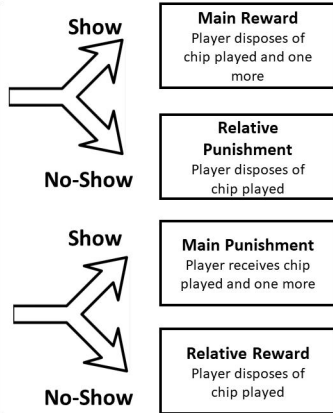 Show
Main Reward
Player disposes of
chip played and one
more
Relative
Punishment
Player disposes of
chip played
No-Show
Show
Main Punishment
Player receives chip
played and one more
Relative Reward
Player disposes of
chip played
No-Show